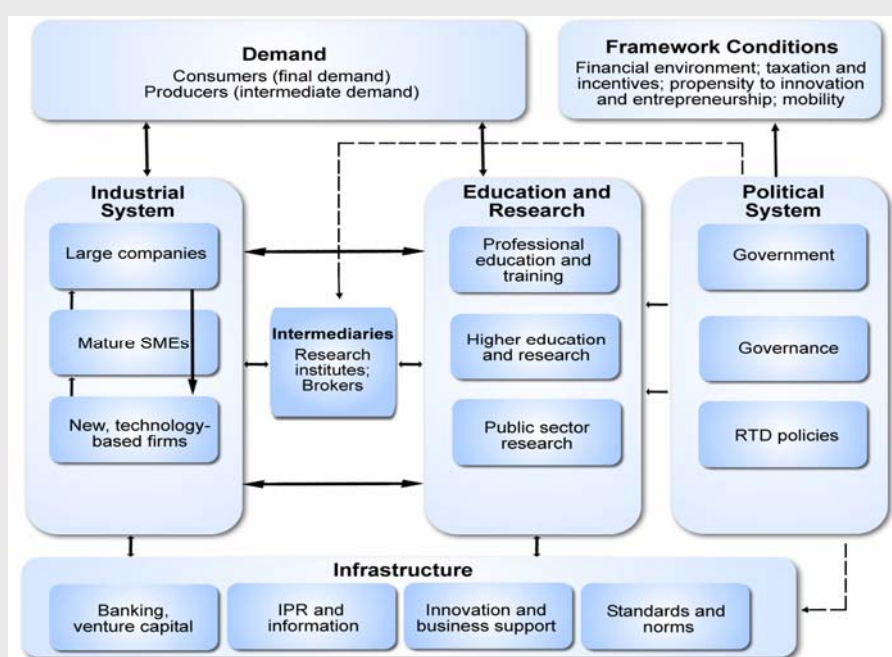 Demand
Consumers (final demand)
Producers (intermediate demand)
Framework Conditions
Financial environment; taxation and
incentives; propensity to innovation
and entrepreneurship; mobility
Industrial
System
Large companies
Mature SMEs
New, technology-
based firms
Intermediaries
Research
institutes;
Brokers
Education and
Research
Professional
education and
training
Higher education
and research
Public sector
research
Political
System
Government
Governance
RTD policies
Infrastructure
Banking,
venture capital
IPR and
information
Innovation and
business support
Standards and
norms